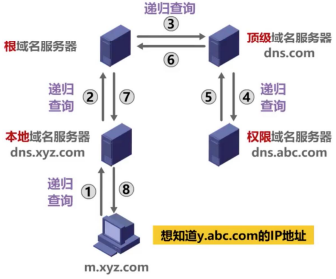 递归查询
③
根域名服务器
顶级域名服务器
dns.com
⑥
递归
查询
②
⑦
⑤
④
递归
查询
本地域名服务器
dns.xyz.com
权限域名服务器
dns.abc.com
递归
查询
①
⑧
想知道y.abc.com的IP地址
m.xyz.com